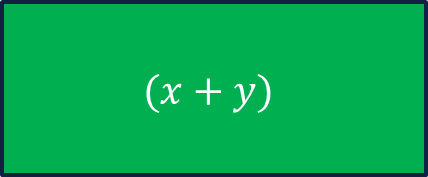 (x + y)